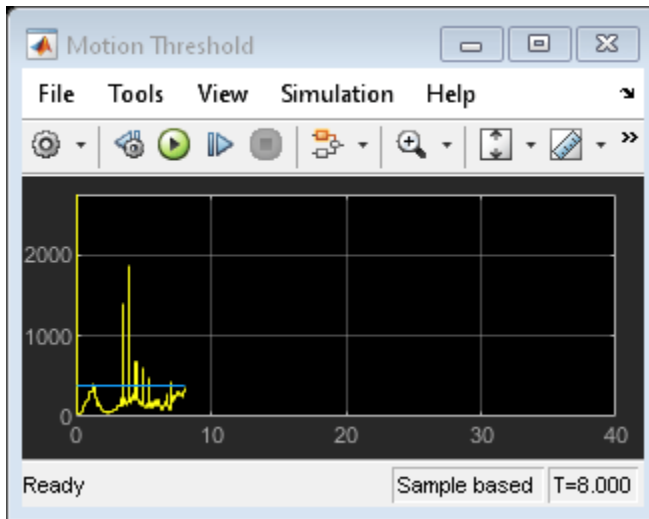 Motion Threshold
File Tools View Simulation Help
2000
1000
0
0 10 20 30 40
Ready Sample based T=8.000